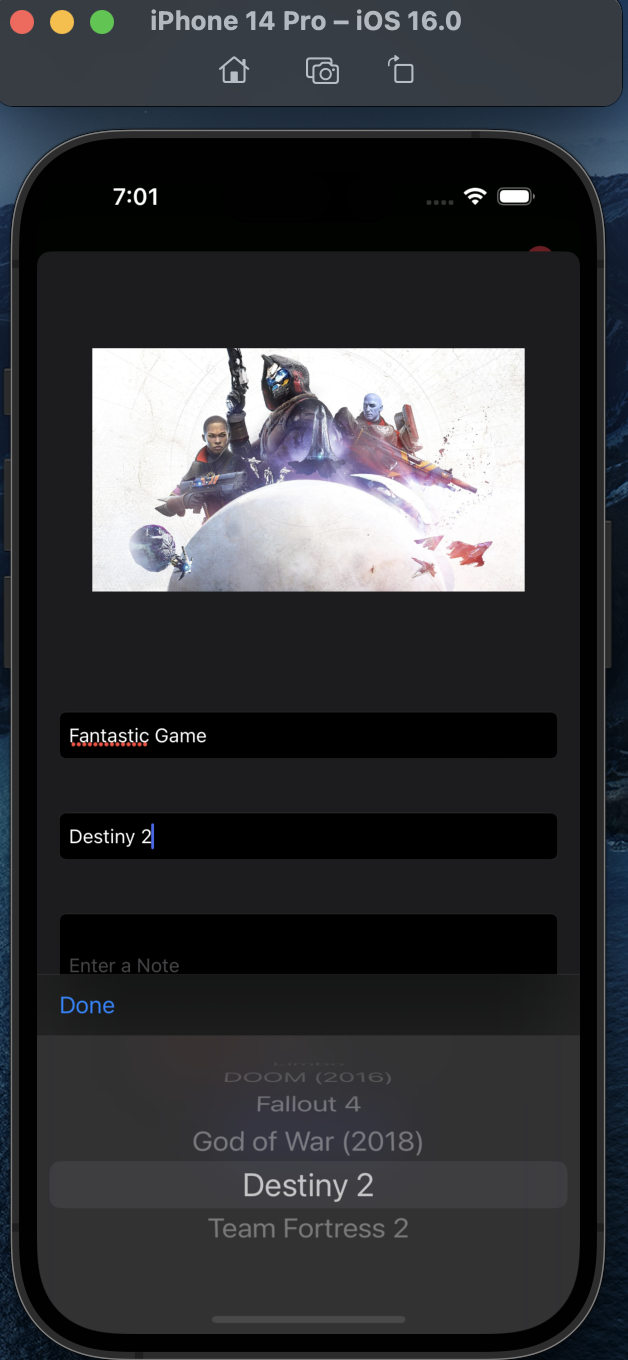 iPhone 14 Pro – iOS 16.0
7:01
Fantastic Game
Destiny 2
Enter a Note
Done
DOOM (2016)
Fallout 4
God of War (2018)
Destiny 2
Team Fortress 2